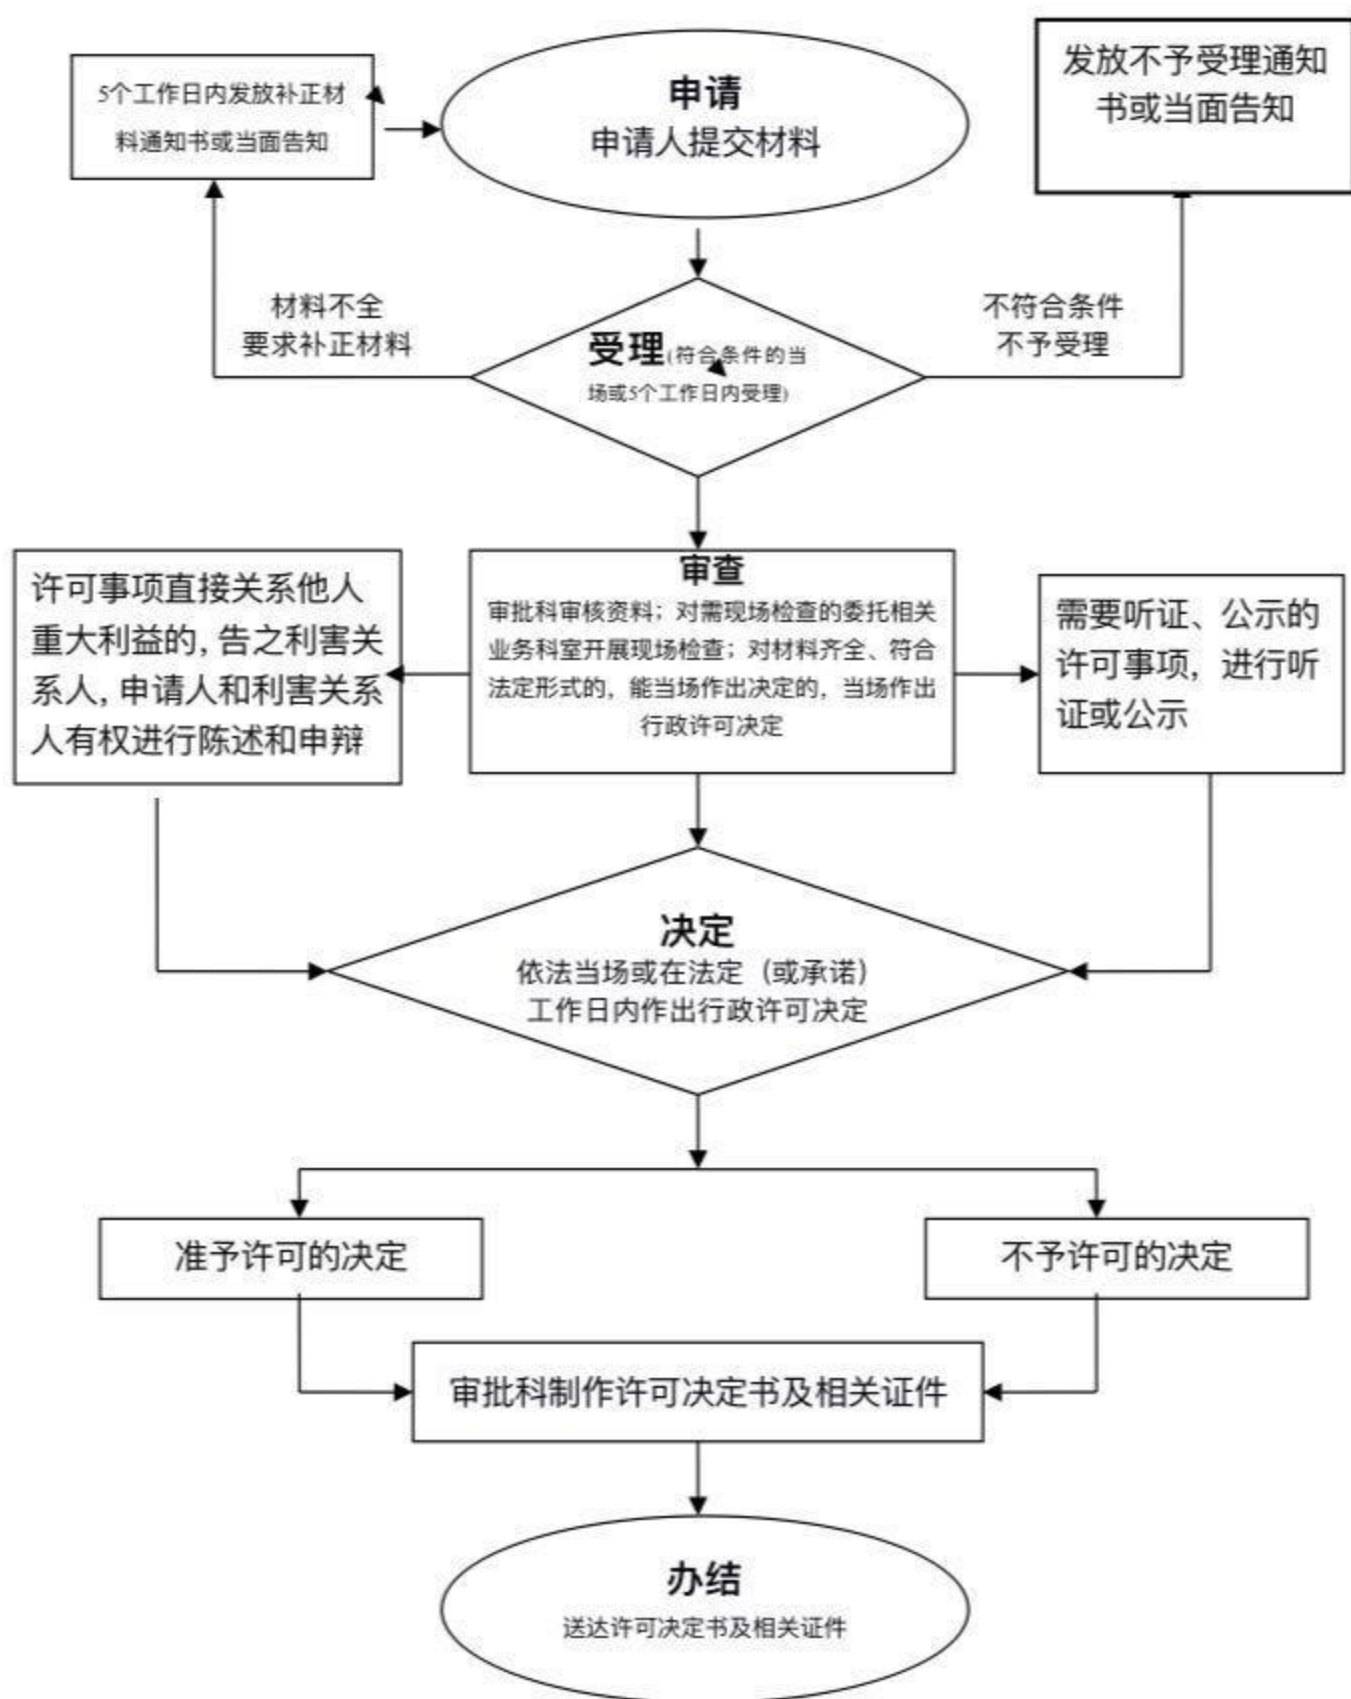 5个工作日内发放补正材
料通知书或当面告知
申请
申请人提交材料
发放不予受理通知
书或当面告知
材料不全
要求补正材料
受理(符合条件的当
场或5个工作日内受理)
不符合条件
不予受理
许可事项直接关系他人
重大利益的, 告之利害关
系人, 申请人和利害关系
人有权进行陈述和申辩
审查
审批科审核资料；对需现场检查的委托相关
业务科室开展现场检查；对材料齐全、符合
法定形式的，能当场作出决定的，当场作出
行政许可决定
需要听证、公示的
许可事项，进行听
证或公示
决定
依法当场或在法定（或承诺）
工作日内作出行政许可决定
准予许可的决定
不予许可的决定
审批科制作许可决定书及相关证件
办结
送达许可决定书及相关证件